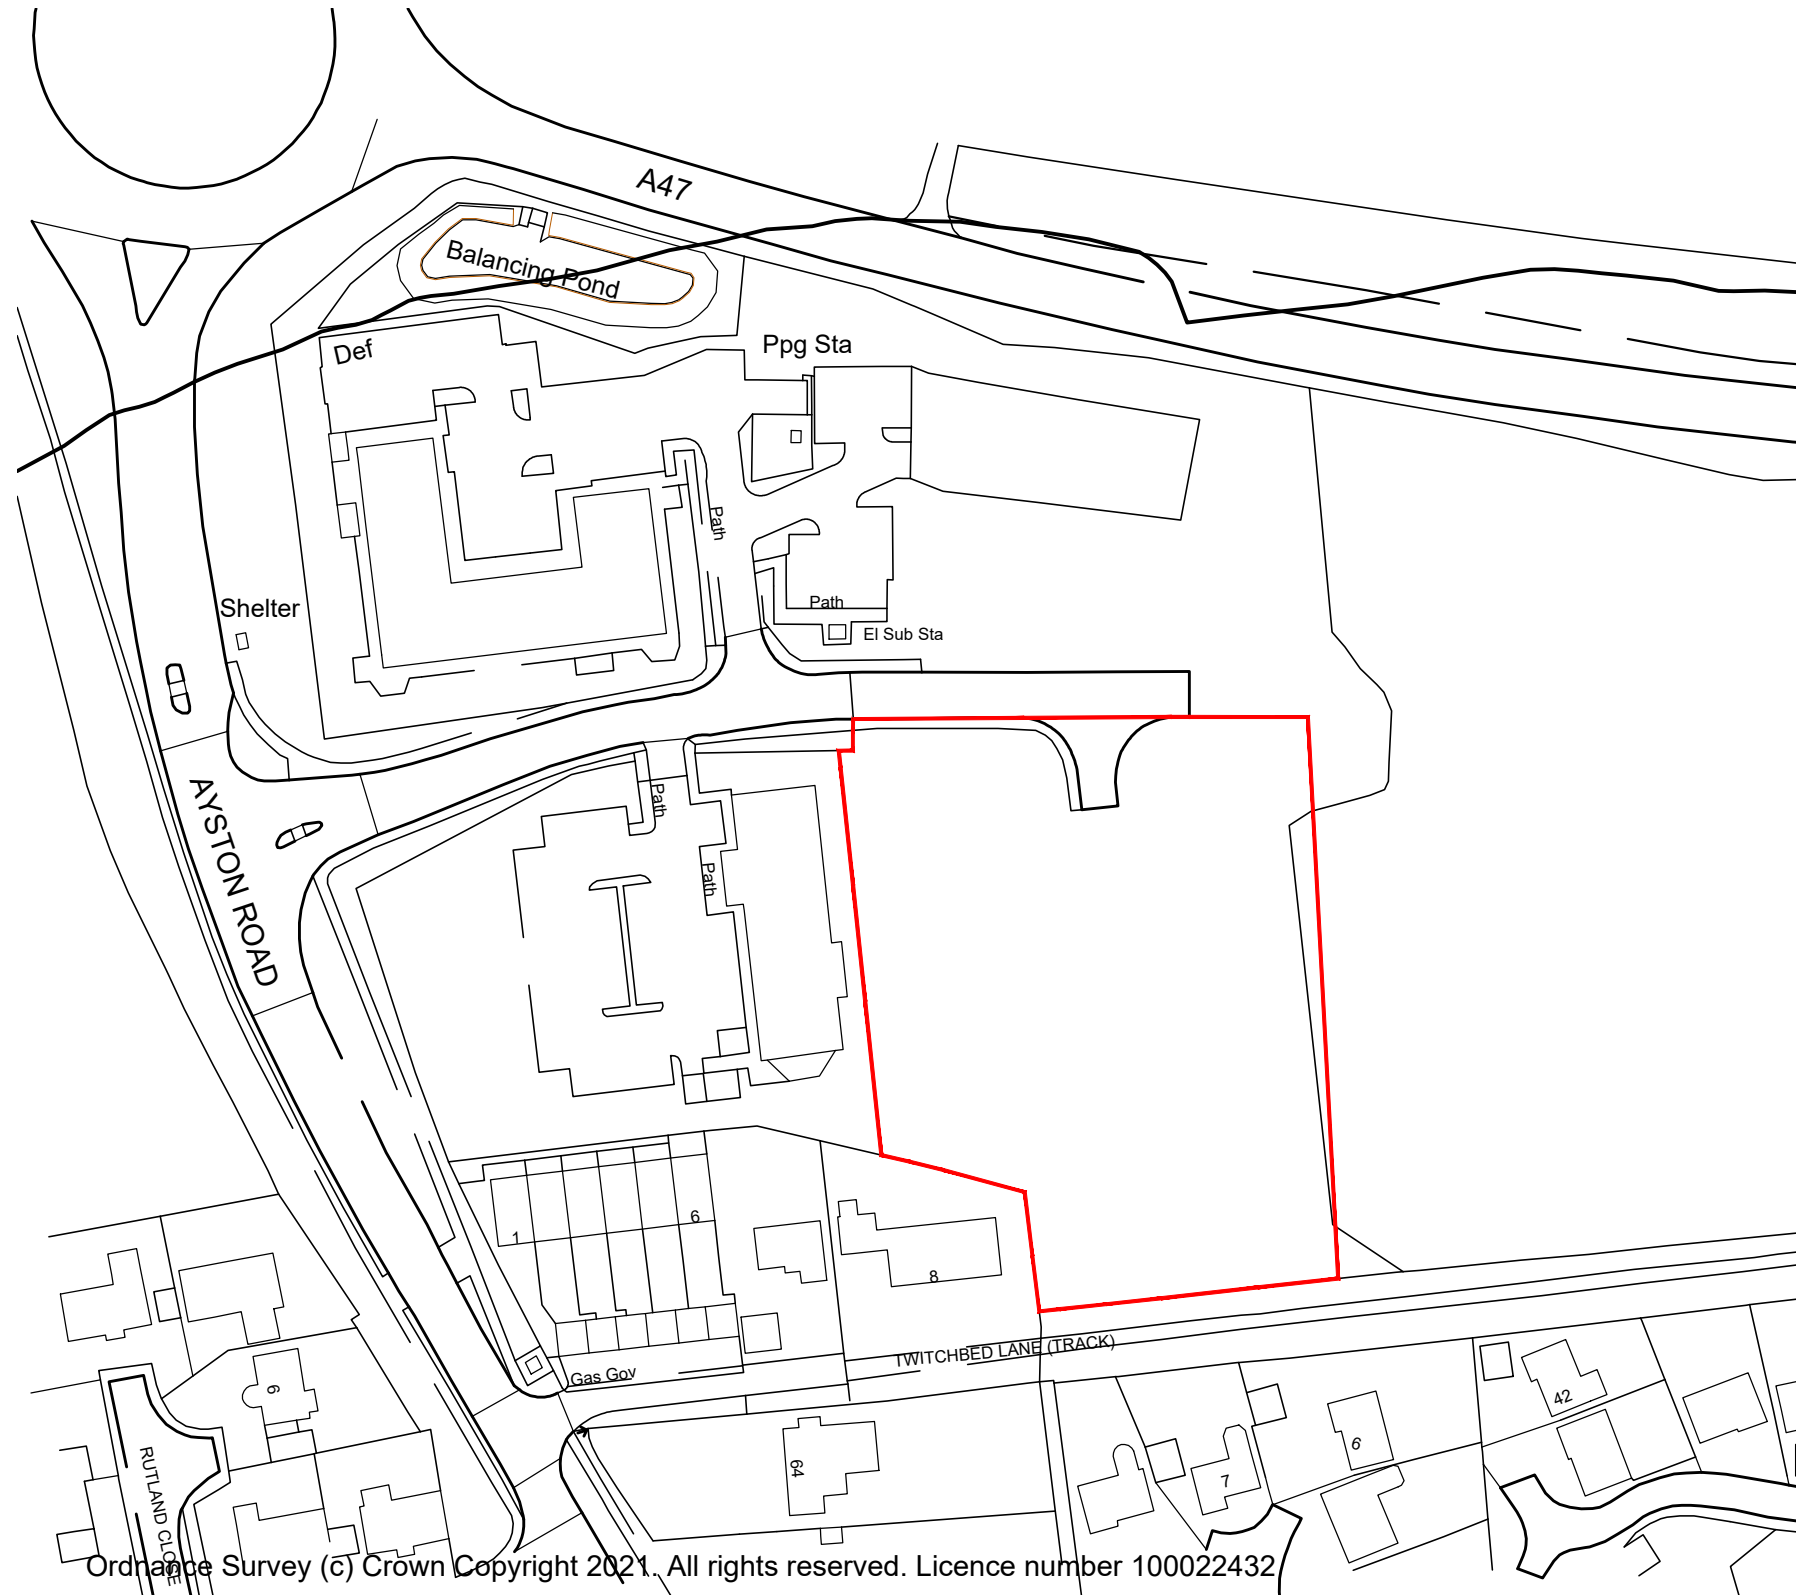 A47
Balancing Pond
Def
Ppg Sta
Path
Shelter
Path
El Sub Sta
AYSTON ROAD
Path
Path
1
6
8
TWITCHBED LANE (TRACK)
Gas Gov
6
42
RUTLAND CLOSE
64
6
7
Ordnance Survey (c) Crown Copyright 2021. All rights reserved. Licence number 100022432